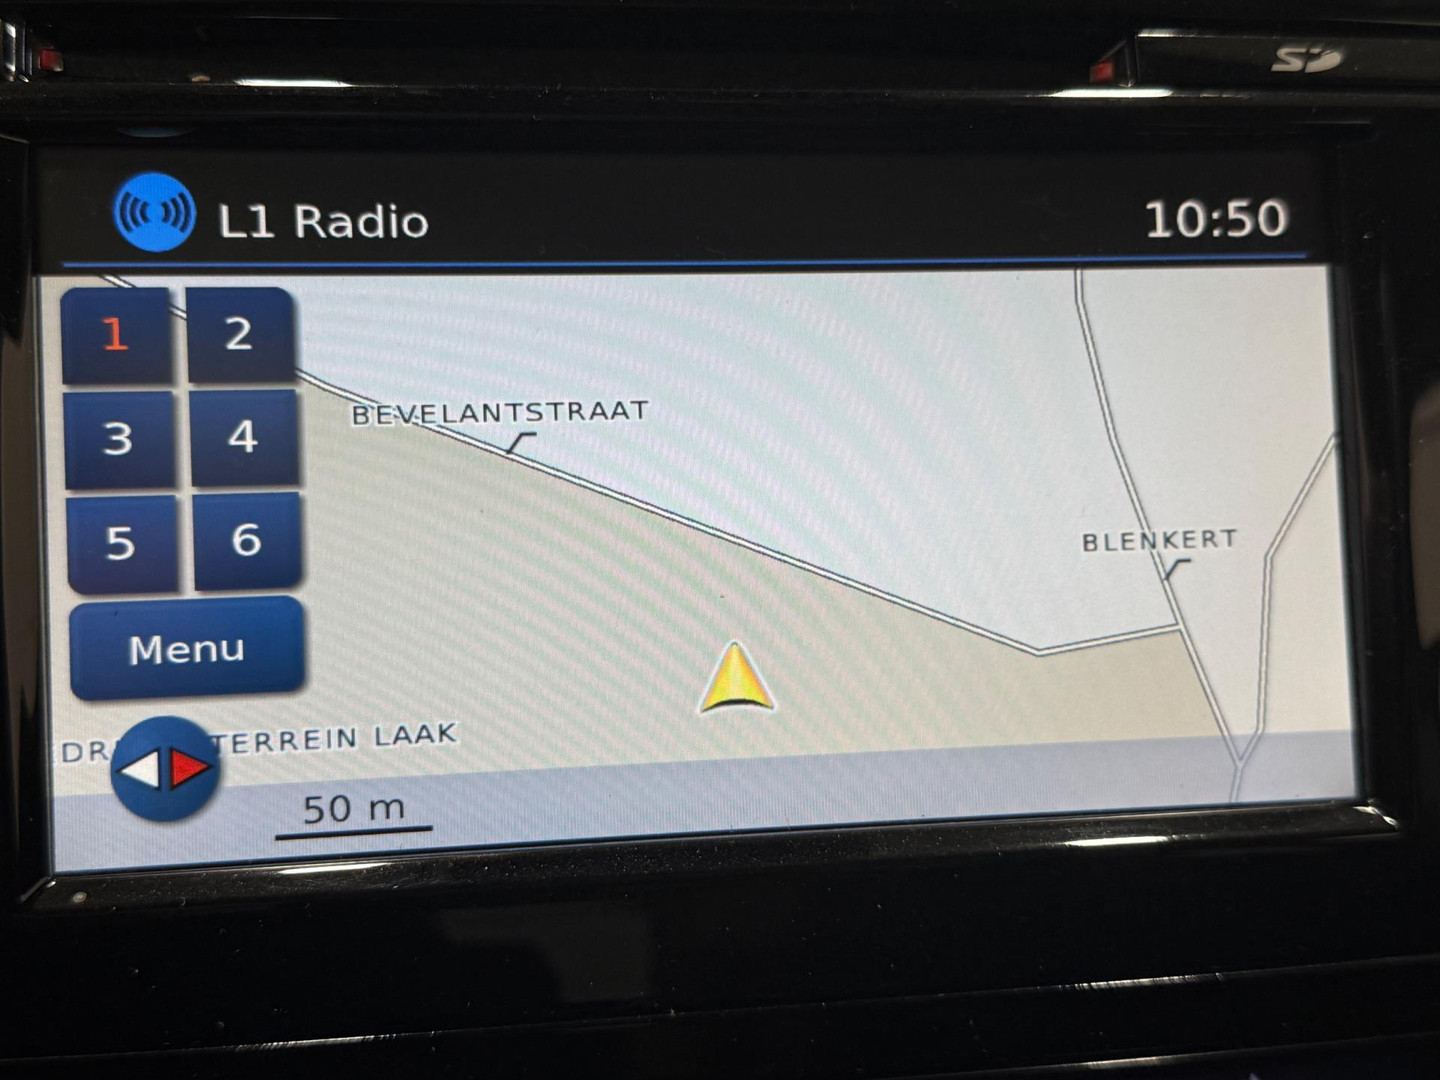 SD
L1 Radio
10:50
1 2
3 4
5 6
Menu
BEVELANTSTRAAT
BLENKERT
TERREIN LAAK
50 m